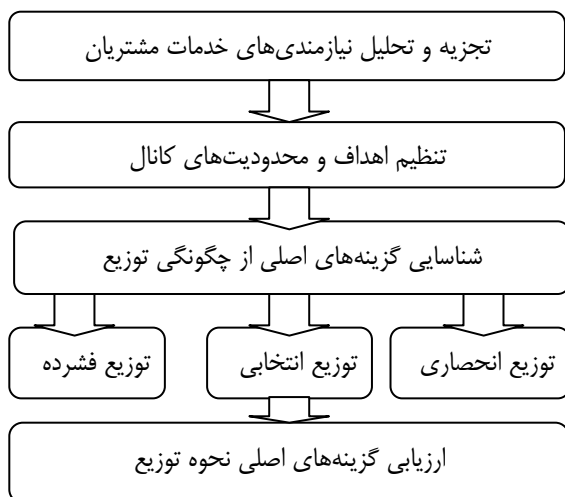 تجزیه و تحلیل نیازمندی‌های خدمات مشتریان
تنظیم اهداف و محدودیت‌های کانال
شناسایی گزینه‌های اصلی از چگونگی توزیع
توزیع انحصاری
توزیع انتخابی
توزیع فشرده
ارزیابی گزینه‌های اصلی نحوه توزیع